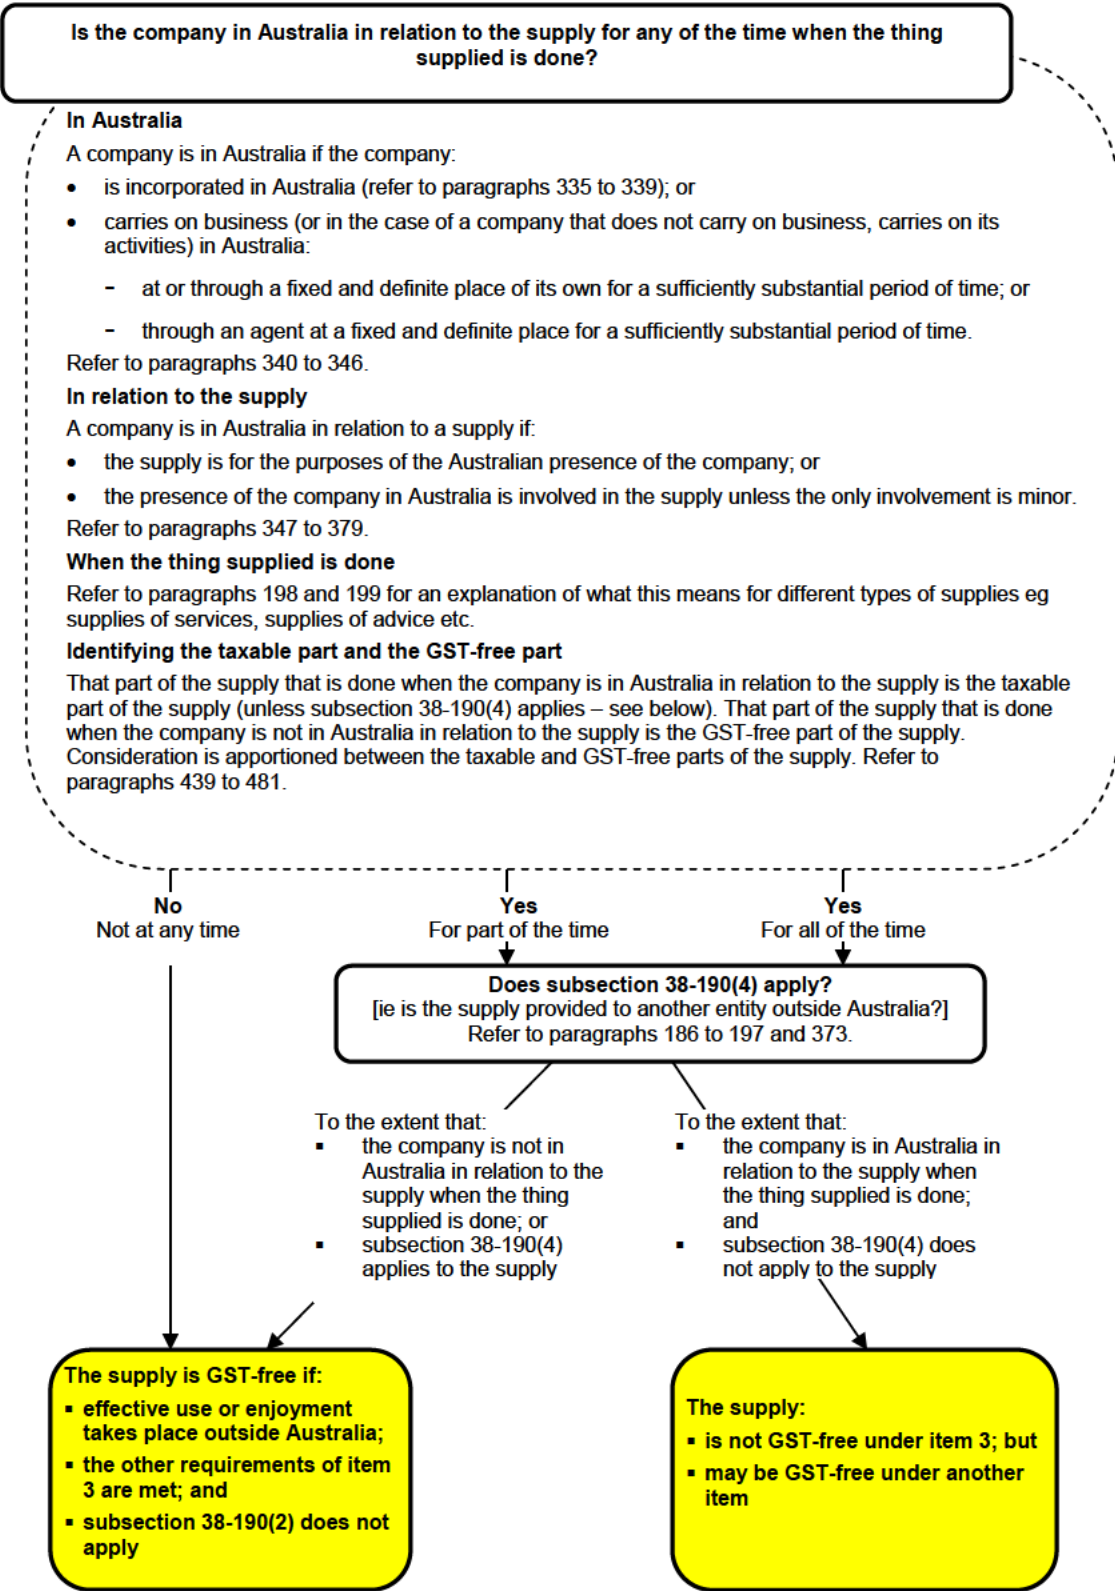 Is the company in Australia in relation to the supply for any of the time when the thing
supplied is done?
In Australia
A company is in Australia if the company:
• is incorporated in Australia (refer to paragraphs 335 to 339); or
• carries on business (or in the case of a company that does not carry on business, carries on its
activities) in Australia:
- at or through a fixed and definite place of its own for a sufficiently substantial period of time; or
- through an agent at a fixed and definite place for a sufficiently substantial period of time.
Refer to paragraphs 340 to 346.
In relation to the supply
A company is in Australia in relation to a supply if:
• the supply is for the purposes of the Australian presence of the company; or
• the presence of the company in Australia is involved in the supply unless the only involvement is minor.
Refer to paragraphs 347 to 379.
When the thing supplied is done
Refer to paragraphs 198 and 199 for an explanation of what this means for different types of supplies eg
supplies of services, supplies of advice etc.
Identifying the taxable part and the GST-free part
That part of the supply that is done when the company is in Australia in relation to the supply is the taxable
part of the supply (unless subsection 38-190(4) applies – see below). That part of the supply that is done
when the company is not in Australia in relation to the supply is the GST-free part of the supply.
Consideration is apportioned between the taxable and GST-free parts of the supply. Refer to
paragraphs 439 to 481.
No
Not at any time
Yes
For part of the time
Yes
For all of the time
Does subsection 38-190(4) apply?
[ie is the supply provided to another entity outside Australia?]
Refer to paragraphs 186 to 197 and 373.
To the extent that:
▪ the company is not in
Australia in relation to the
supply when the thing
supplied is done; or
▪ subsection 38-190(4)
applies to the supply
To the extent that:
▪ the company is in Australia in
relation to the supply when
the thing supplied is done;
and
▪ subsection 38-190(4) does
not apply to the supply
The supply is GST-free if:
▪ effective use or enjoyment
takes place outside Australia;
▪ the other requirements of item
3 are met; and
▪ subsection 38-190(2) does not
apply
The supply:
▪ is not GST-free under item 3; but
▪ may be GST-free under another
item